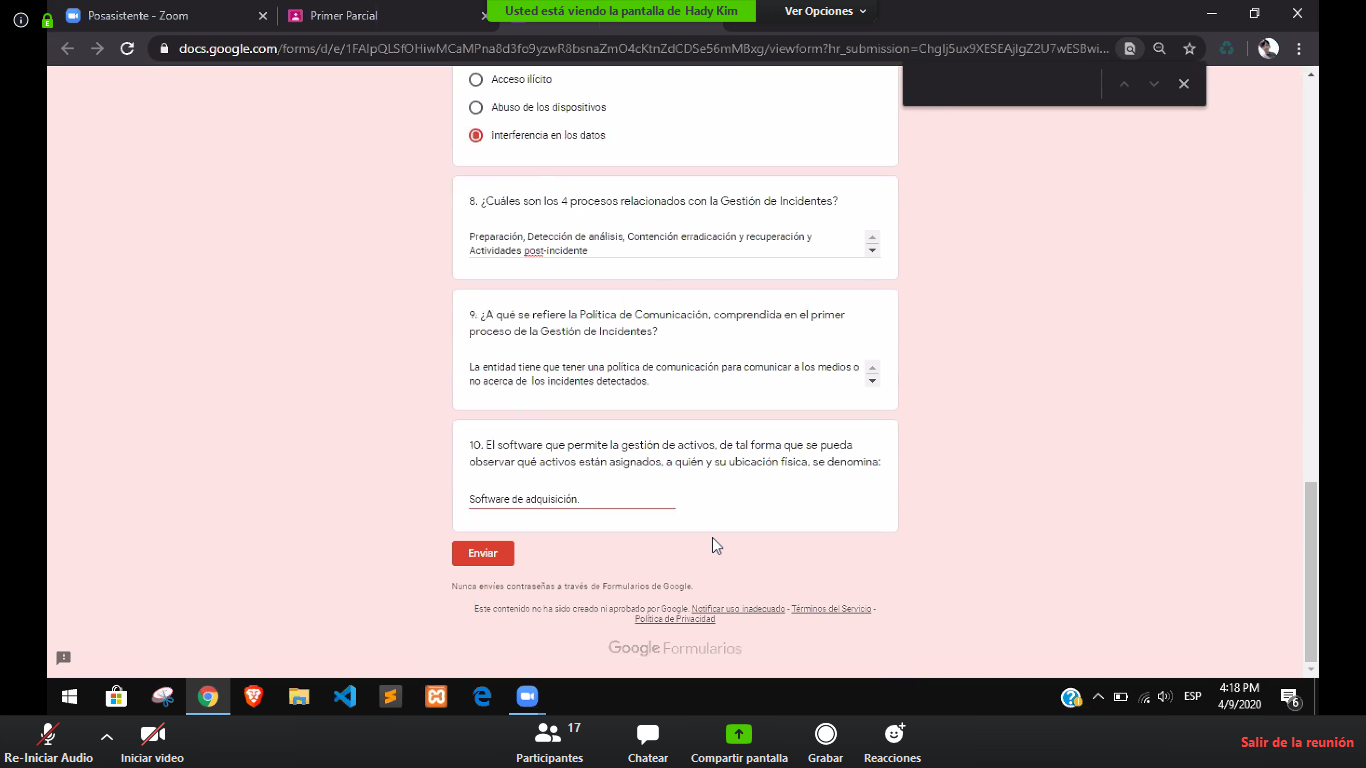 Posasistente - Zoom
Primer Parcial
Usted está viendo la pantalla de Hady Kim
Ver Opciones
docs.google.com/forms/d/e/1FAIpQLSfOHiwMCaMPna8d3fo9yzwR8bsnaZmO4cKtnZdCDSe56mMBxg/viewform?hr_submission=ChgIj5ux9XESEAjIgZ2U7wESBwi...
Acceso ilícito
Abuso de los dispositivos
Interferencia en los datos
8. ¿Cuáles son los 4 procesos relacionados con la Gestión de Incidentes?
Preparación, Detección de análisis, Contención erradicación y recuperación y
Actividades post-incidente
9. ¿A qué se refiere la Política de Comunicación, comprendida en el primer
proceso de la Gestión de Incidentes?
La entidad tiene que tener una política de comunicación para comunicar a los medios o
no acerca de los incidentes detectados.
10. El software que permite la gestión de activos, de tal forma que se pueda
observar qué activos están asignados, a quién y su ubicación física, se denomina:
Software de adquisición.
Enviar
Nunca envíes contraseñas a través de Formularios de Google.
Este contenido no ha sido creado ni aprobado por Google. Notificar uso inadecuado - Términos del Servicio -
Política de Privacidad
Google Formularios
ESP
4:18 PM
4/9/2020
6
Re-Iniciar Audio
Iniciar video
Participantes
17
Chatear
Compartir pantalla
Grabar
Reacciones
Salir de la reunión